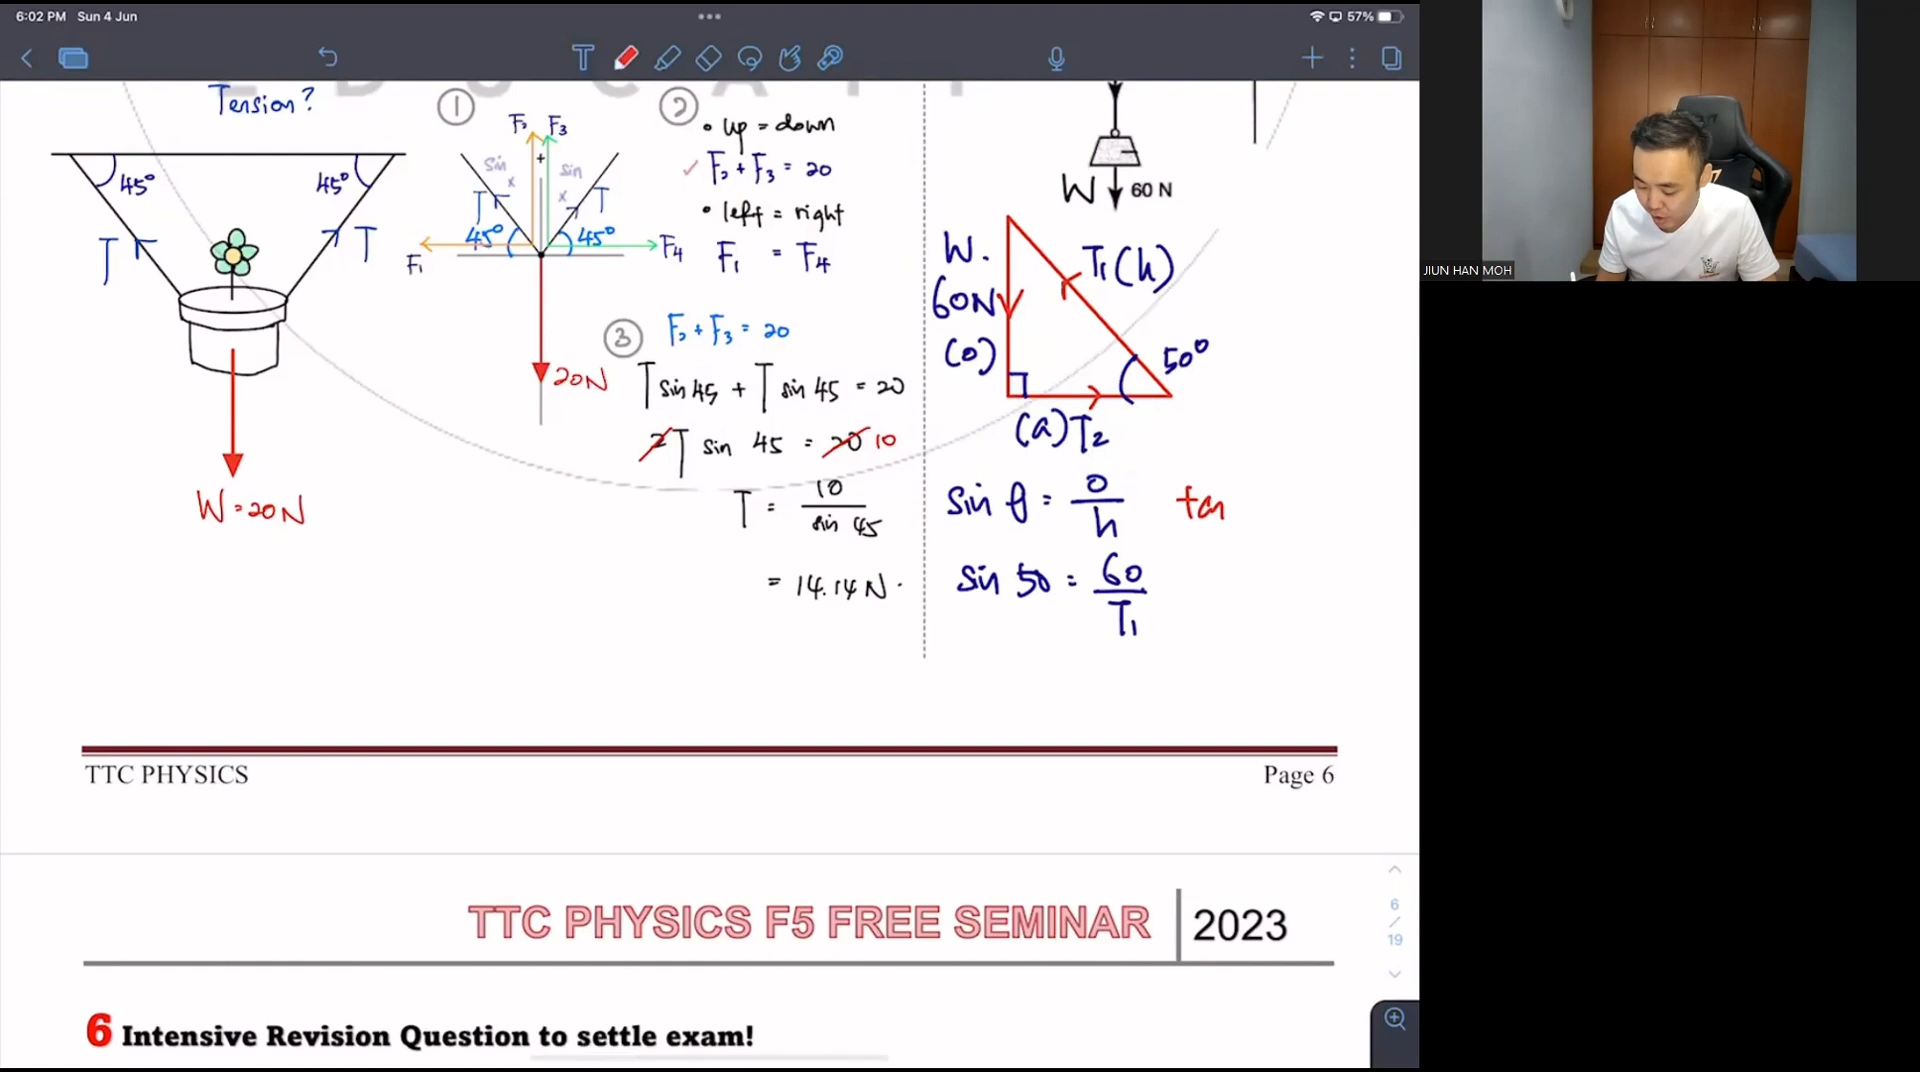 6:02 PM Sun 4 Jun
57%
T
Tension?
45° 45°
T T
W = 20N
①
F₂ F₃
+
sin sin
x x
T T
45° 45°
F₁ F₄
20N
②
• up = down
F₂ + F₃ = 20
• left = right
F₁ = F₄
③ F₂ + F₃ = 20
T sin 45 + T sin 45 = 20
2T sin 45 = 20 10
T = 10 / sin 45
= 14.14 N.
W 60 N
W.
60N
(o)
T₁(h)
50°
(a)T₂
sin θ = o / h tan
sin 50 = 60 / T₁
TTC PHYSICS Page 6
TTC PHYSICS F5 FREE SEMINAR 2023
6 Intensive Revision Question to settle exam!
6
/
19
JIUN HAN MOH